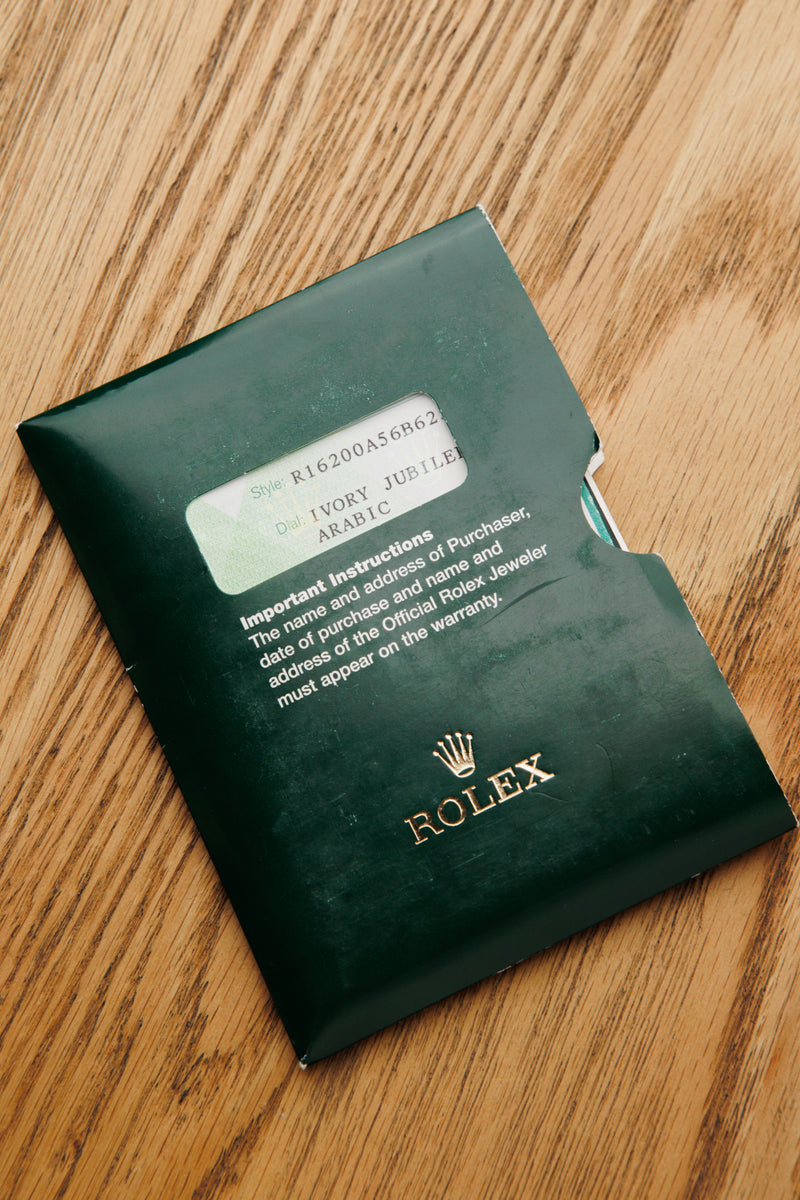 Style: R16200A56B62
Dial: IVORY JUBILE
ARABIC
Important Instructions
The name and address of Purchaser,
date of purchase and name and
address of the Official Rolex Jeweler
must appear on the warranty.
ROLEX